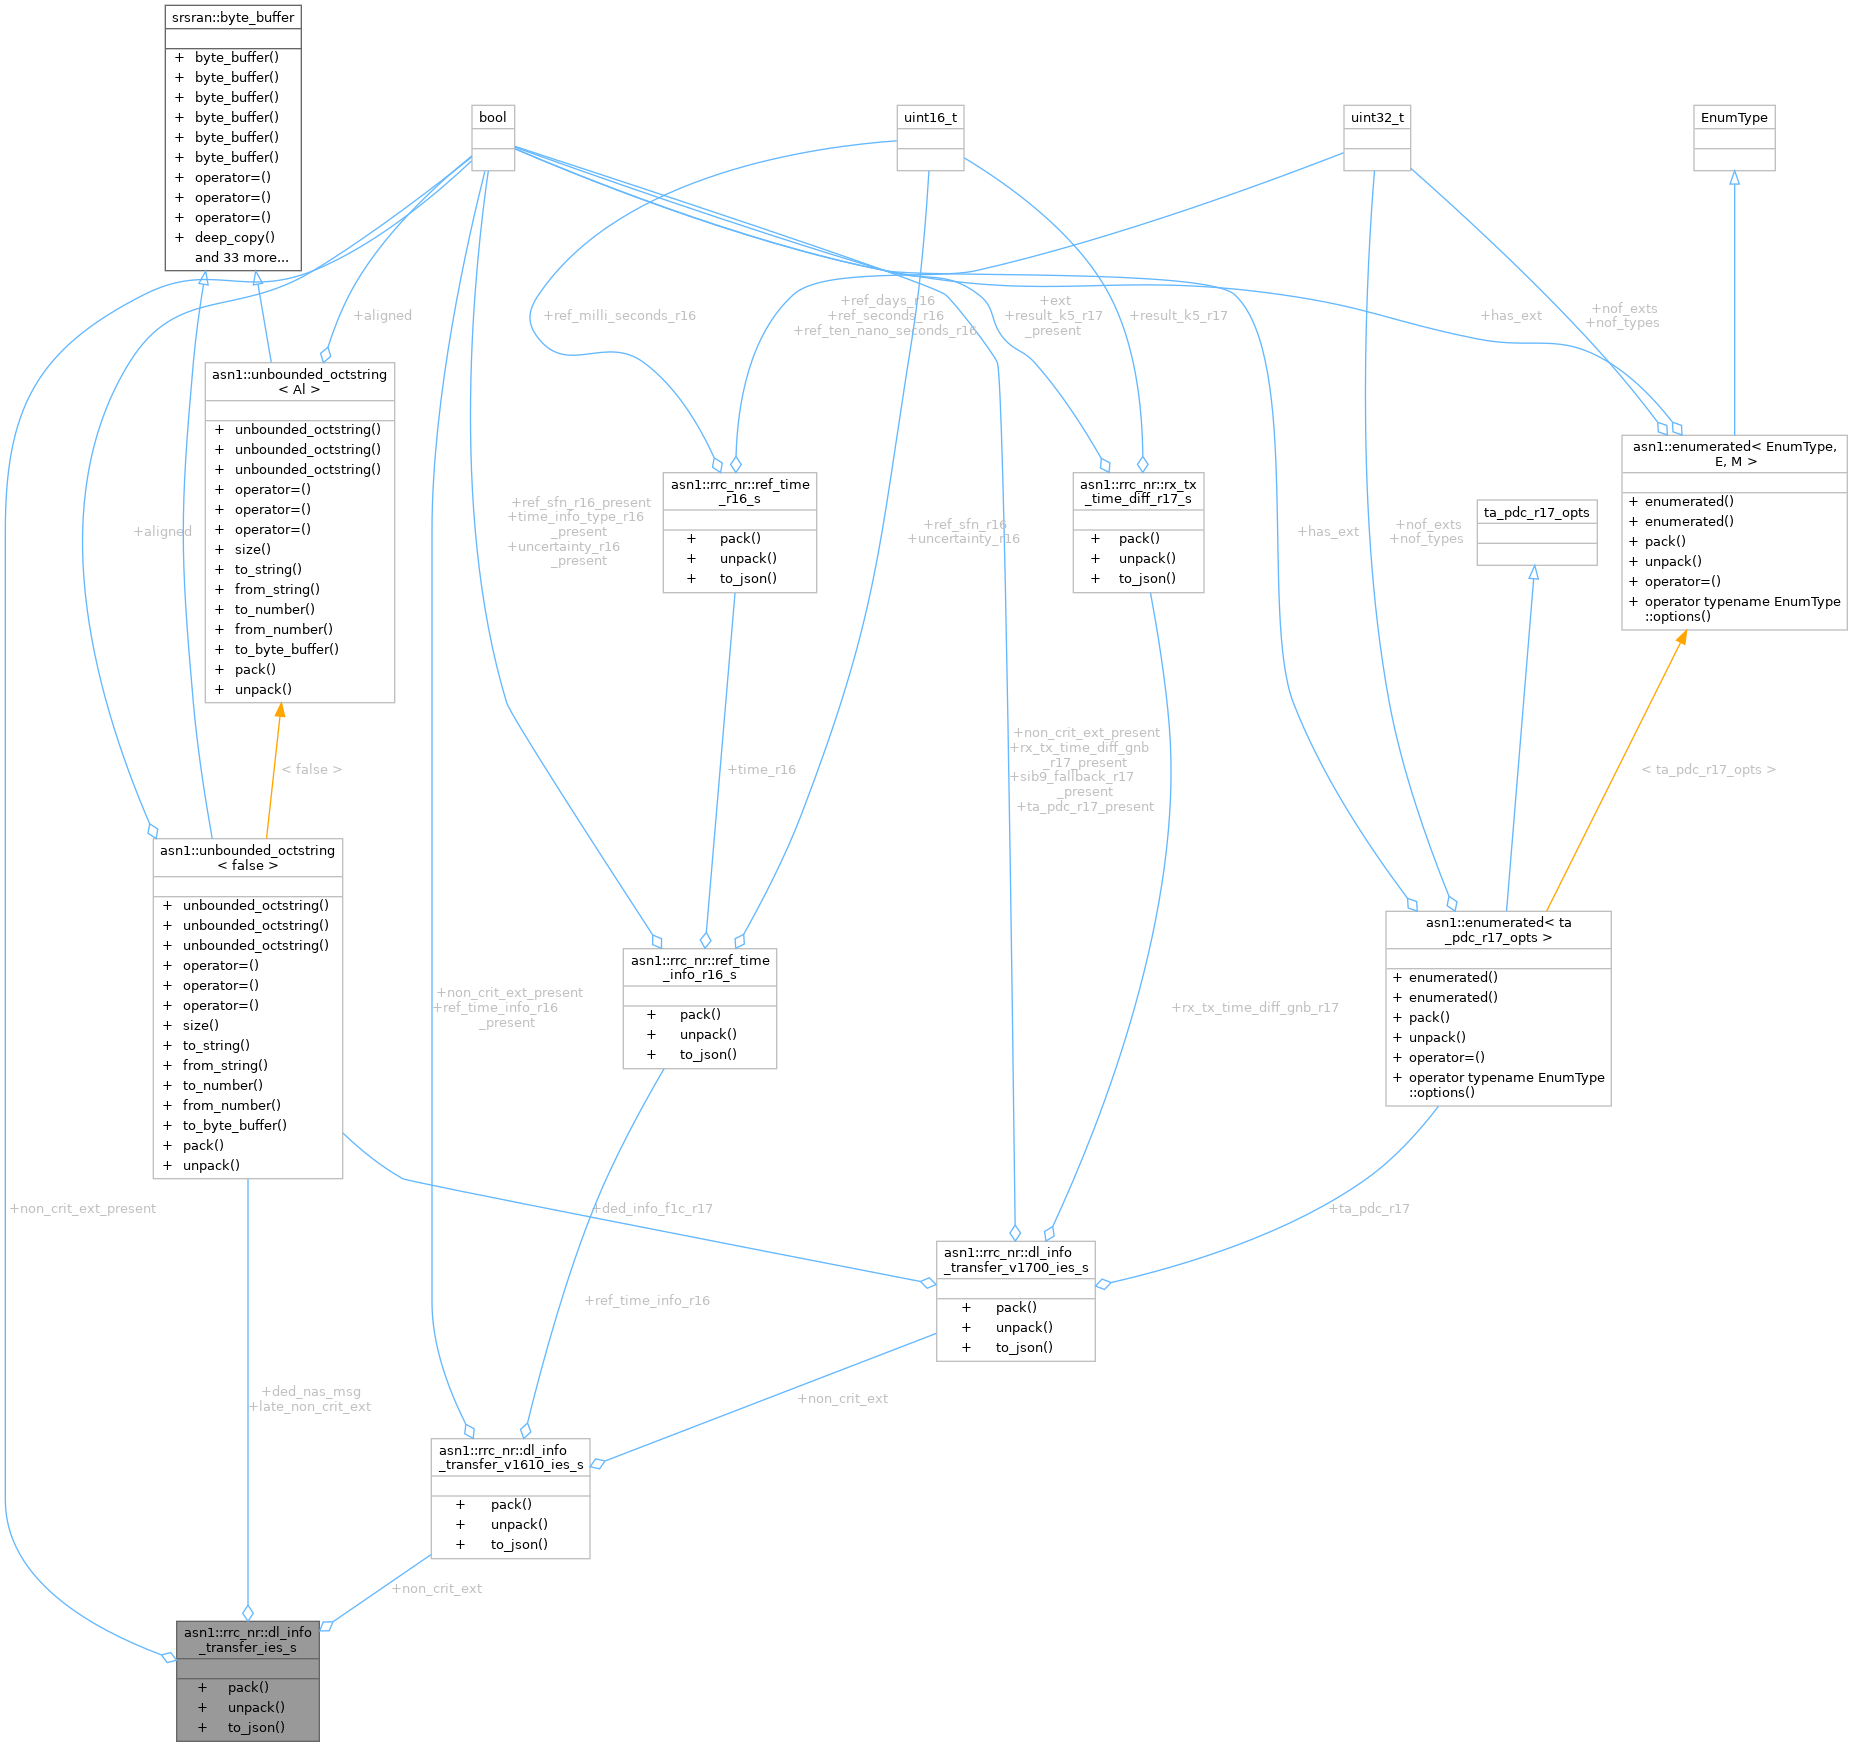 srsran::byte_buffer
+ byte_buffer()
+ byte_buffer()
+ byte_buffer()
+ byte_buffer()
+ byte_buffer()
+ byte_buffer()
+ operator=()
+ operator=()
+ operator=()
+ deep_copy()
and 33 more...
bool
uint16_t
uint32_t
EnumType
+aligned
+ref_milli_seconds_r16
+ref_days_r16
+ref_seconds_r16
+ref_ten_nano_seconds_r16
+ext
+result_k5_r17
_present
+result_k5_r17
+has_ext
+nof_exts
+nof_types
asn1::unbounded_octstring
< Al >
+ unbounded_octstring()
+ unbounded_octstring()
+ unbounded_octstring()
+ operator=()
+ operator=()
+ operator=()
+ size()
+ to_string()
+ from_string()
+ to_number()
+ from_number()
+ to_byte_buffer()
+ pack()
+ unpack()
asn1::rrc_nr::ref_time
_r16_s
+ pack()
+ unpack()
+ to_json()
asn1::rrc_nr::rx_tx
_time_diff_r17_s
+ pack()
+ unpack()
+ to_json()
asn1::enumerated< EnumType,
E, M >
+ enumerated()
+ enumerated()
+ pack()
+ unpack()
+ operator=()
+ operator typename EnumType
::options()
ta_pdc_r17_opts
+aligned
+ref_sfn_r16_present
+time_info_type_r16
_present
+uncertainty_r16
_present
+ref_sfn_r16
+uncertainty_r16
+has_ext
+nof_exts
+nof_types
< false >
+time_r16
+non_crit_ext_present
+rx_tx_time_diff_gnb
_r17_present
+sib9_fallback_r17
_present
+ta_pdc_r17_present
< ta_pdc_r17_opts >
asn1::unbounded_octstring
< false >
+ unbounded_octstring()
+ unbounded_octstring()
+ unbounded_octstring()
+ operator=()
+ operator=()
+ operator=()
+ size()
+ to_string()
+ from_string()
+ to_number()
+ from_number()
+ to_byte_buffer()
+ pack()
+ unpack()
asn1::rrc_nr::ref_time
_info_r16_s
+ pack()
+ unpack()
+ to_json()
asn1::enumerated< ta
_pdc_r17_opts >
+ enumerated()
+ enumerated()
+ pack()
+ unpack()
+ operator=()
+ operator typename EnumType
::options()
+non_crit_ext_present
+ref_time_info_r16
_present
+rx_tx_time_diff_gnb_r17
+non_crit_ext_present
+ded_info_f1c_r17
+ta_pdc_r17
asn1::rrc_nr::dl_info
_transfer_v1700_ies_s
+ pack()
+ unpack()
+ to_json()
+ref_time_info_r16
+ded_nas_msg
+late_non_crit_ext
+non_crit_ext
asn1::rrc_nr::dl_info
_transfer_v1610_ies_s
+ pack()
+ unpack()
+ to_json()
+non_crit_ext
asn1::rrc_nr::dl_info
_transfer_ies_s
+ pack()
+ unpack()
+ to_json()